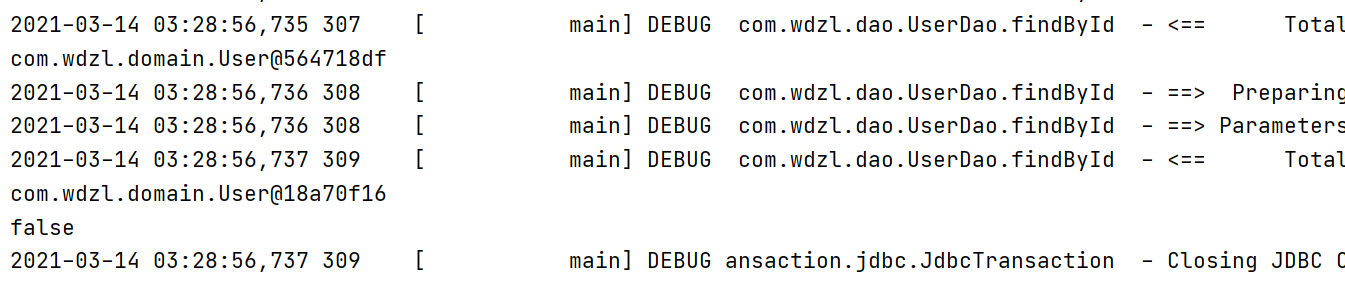 2021-03-14 03:28:56,735 307    [           main] DEBUG  com.wdzl.dao.UserDao.findById  - <==      Total
com.wdzl.domain.User@564718df
2021-03-14 03:28:56,736 308    [           main] DEBUG  com.wdzl.dao.UserDao.findById  - ==>  Preparing
2021-03-14 03:28:56,736 308    [           main] DEBUG  com.wdzl.dao.UserDao.findById  - ==> Parameters
2021-03-14 03:28:56,737 309    [           main] DEBUG  com.wdzl.dao.UserDao.findById  - <==      Total
com.wdzl.domain.User@18a70f16
false
2021-03-14 03:28:56,737 309    [           main] DEBUG ansaction.jdbc.JdbcTransaction  - Closing JDBC